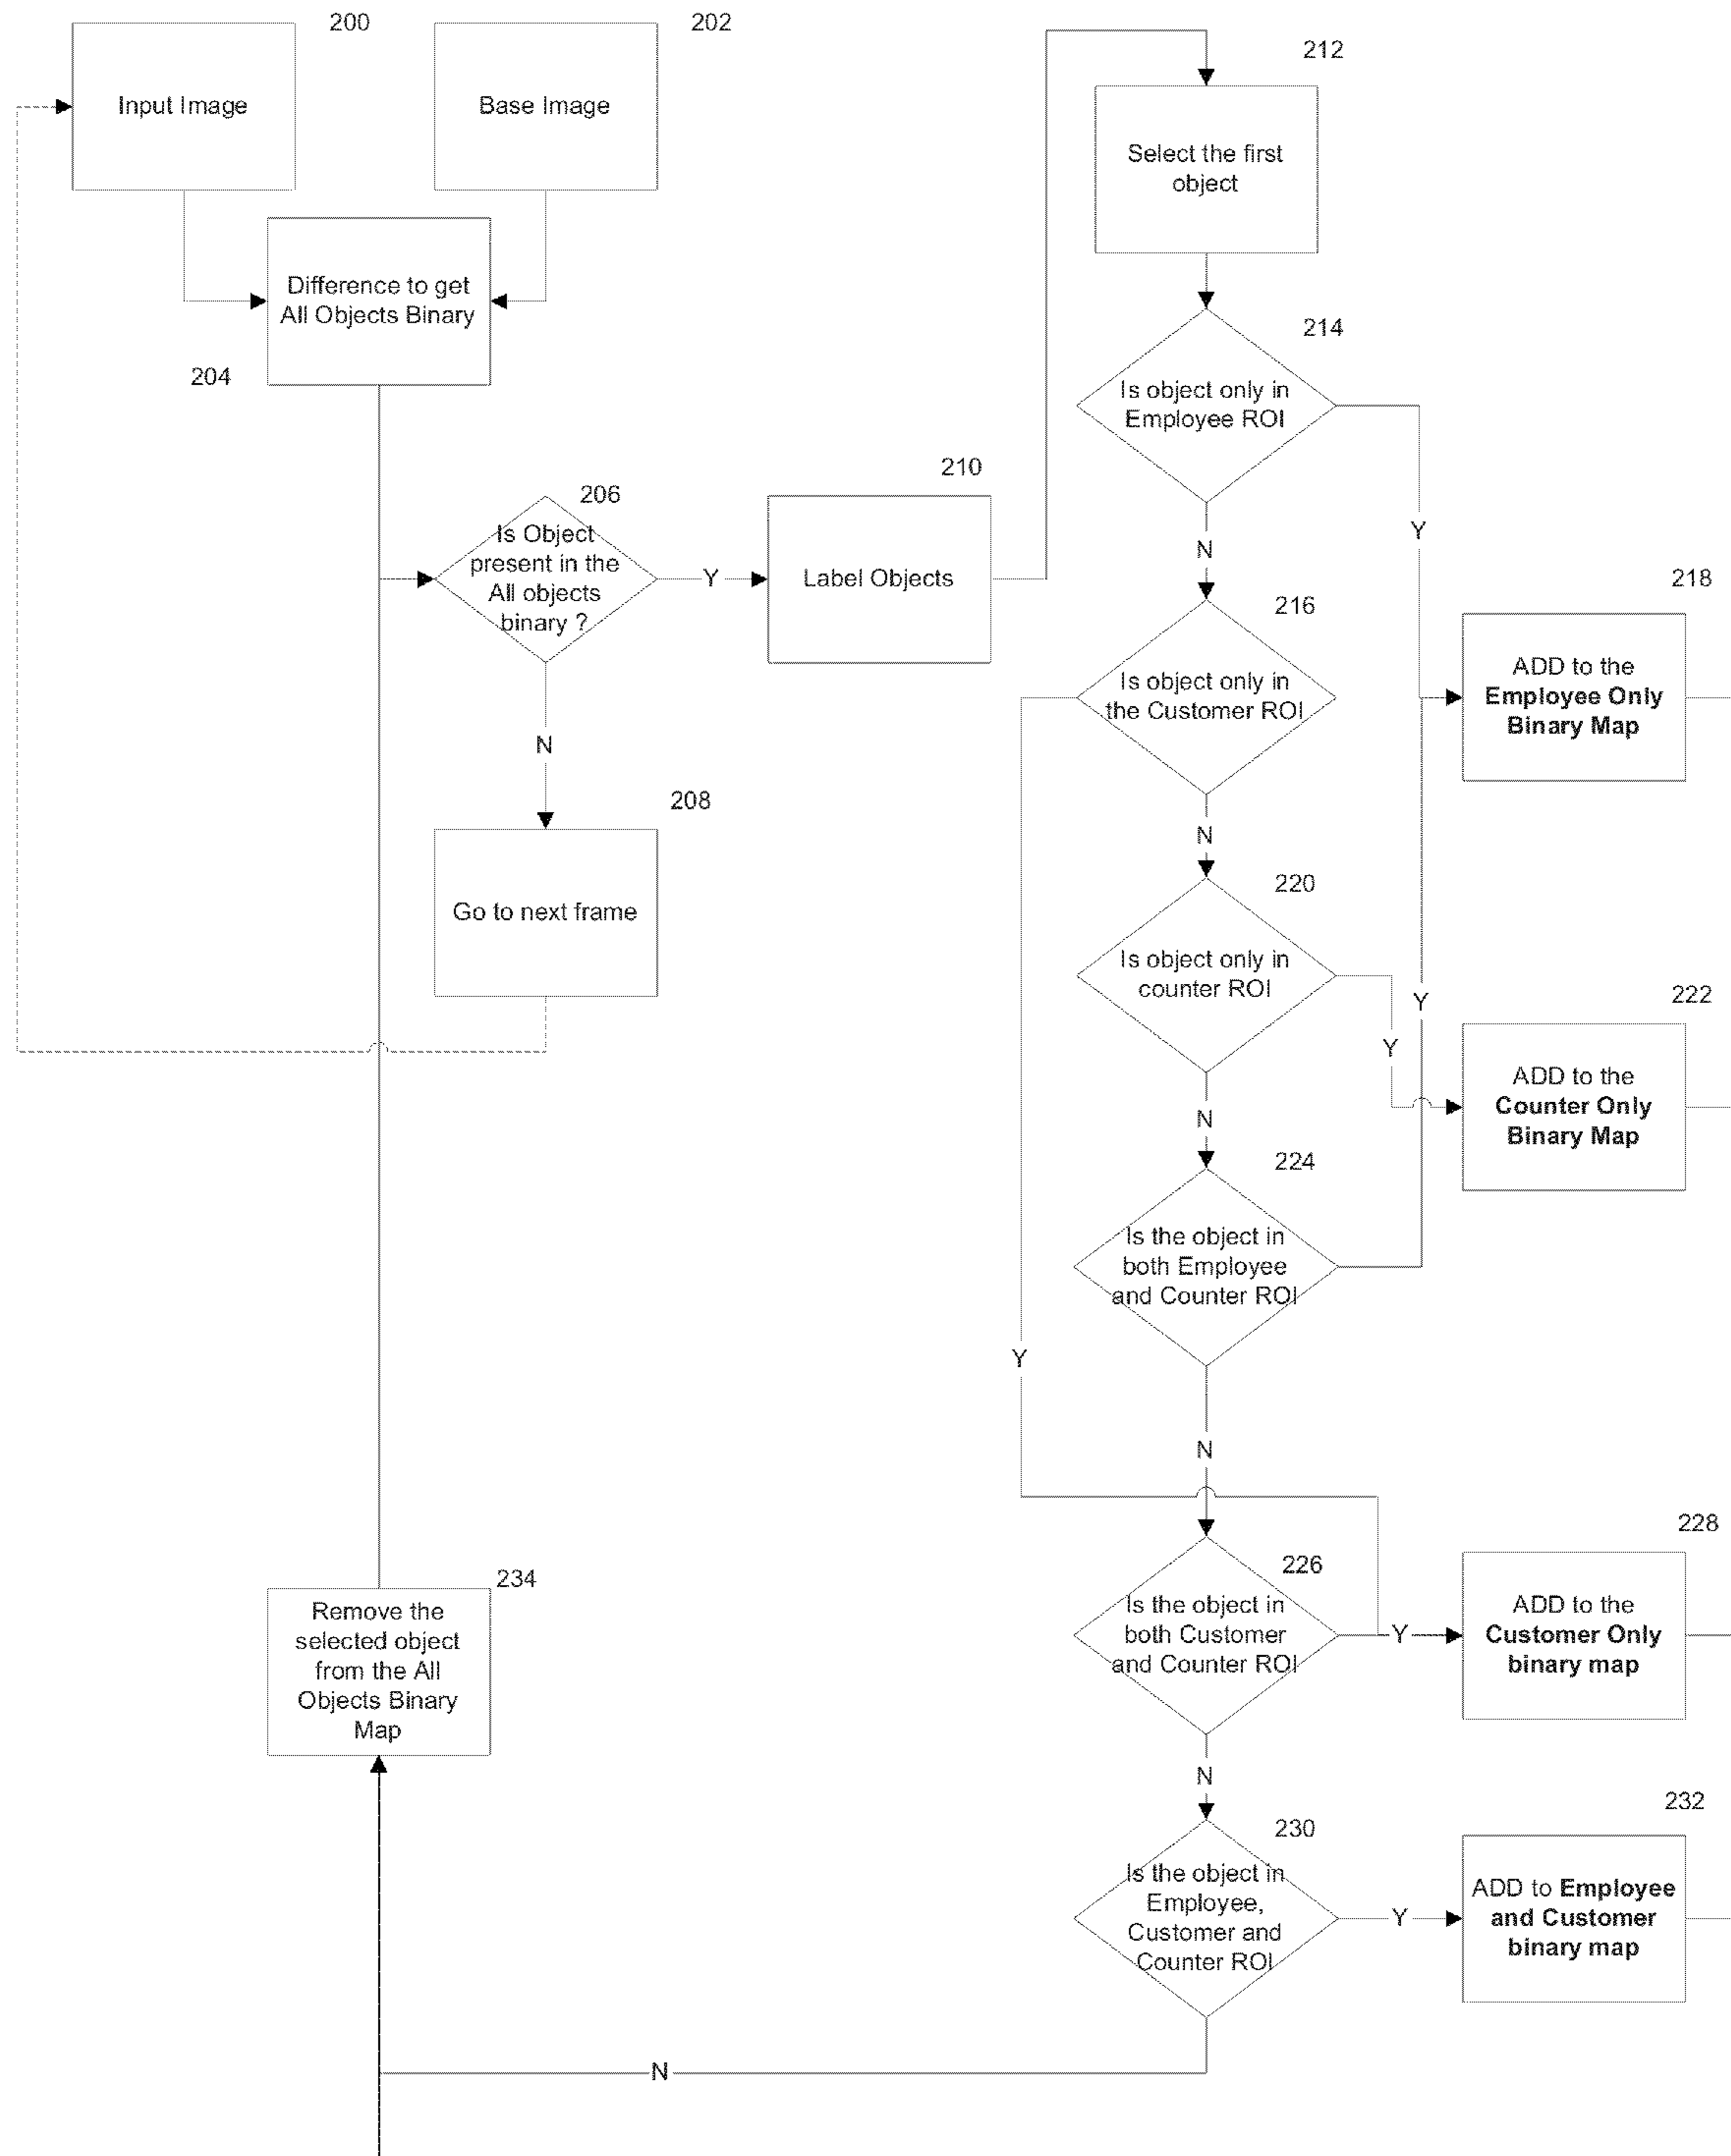 200
Input Image
202
Base Image
Difference to get
All Objects Binary
204
206
Is Object
present in the
All objects
binary ?
Y
N
208
Go to next frame
210
Label Objects
212
Select the first
object
214
Is object only in
Employee ROI
Y
N
216
Is object only in
the Customer ROI
Y
N
218
ADD to the
Employee Only
Binary Map
220
Is object only in
counter ROI
Y
N
222
ADD to the
Counter Only
Binary Map
224
Is the object in
both Employee
and Counter ROI
Y
N
226
Is the object in
both Customer
and Counter ROI
Y
N
228
ADD to the
Customer Only
binary map
230
Is the object in
Employee,
Customer and
Counter ROI
Y
N
232
ADD to Employee
and Customer
binary map
234
Remove the
selected object
from the All
Objects Binary
Map